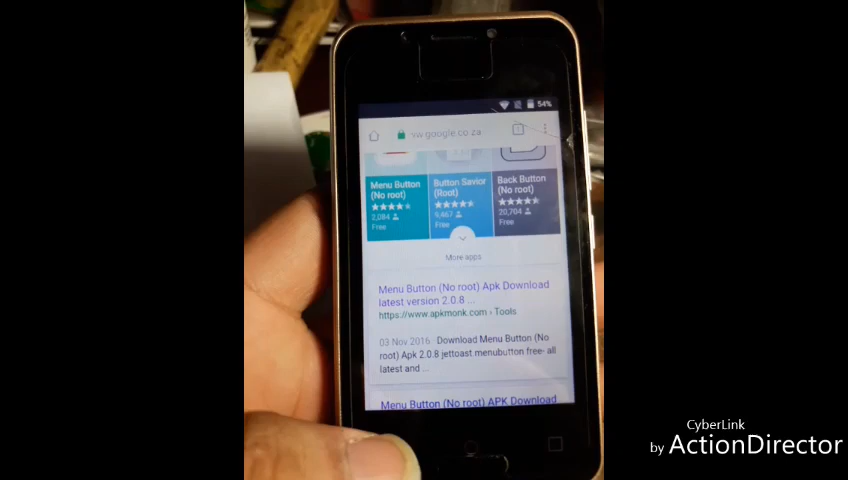 54%
vw.google.co.za
1
Menu Button
(No root)
2,084
Free
Button Savior
(Root)
9,467
Free
Back Button
(No root)
20,704
Free
More apps
Menu Button (No root) Apk Download
latest version 2.0.8 ...
https://www.apkmonk.com › Tools
03 Nov 2016 · Download Menu Button (No
root) Apk 2.0.8 jettoast menubutton free- all
latest and ...
Menu Button (No root) APK Download
CyberLink
by ActionDirector